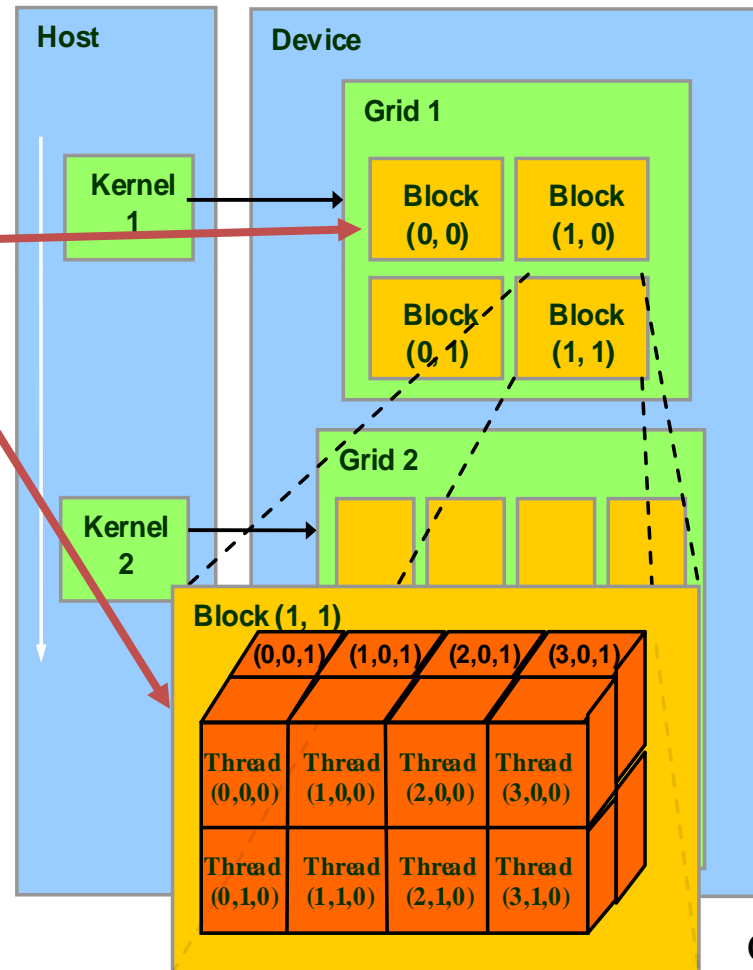 Host
Device
Grid 1
Kernel
1
Block
(0, 0)
Block
(1, 0)
Block
(0, 1)
Block
(1, 1)
Grid 2
Kernel
2
Block (1, 1)
(0,0,1) (1,0,1) (2,0,1) (3,0,1)
Thread
(0,0,0)
Thread
(1,0,0)
Thread
(2,0,0)
Thread
(3,0,0)
Thread
(0,1,0)
Thread
(1,1,0)
Thread
(2,1,0)
Thread
(3,1,0)